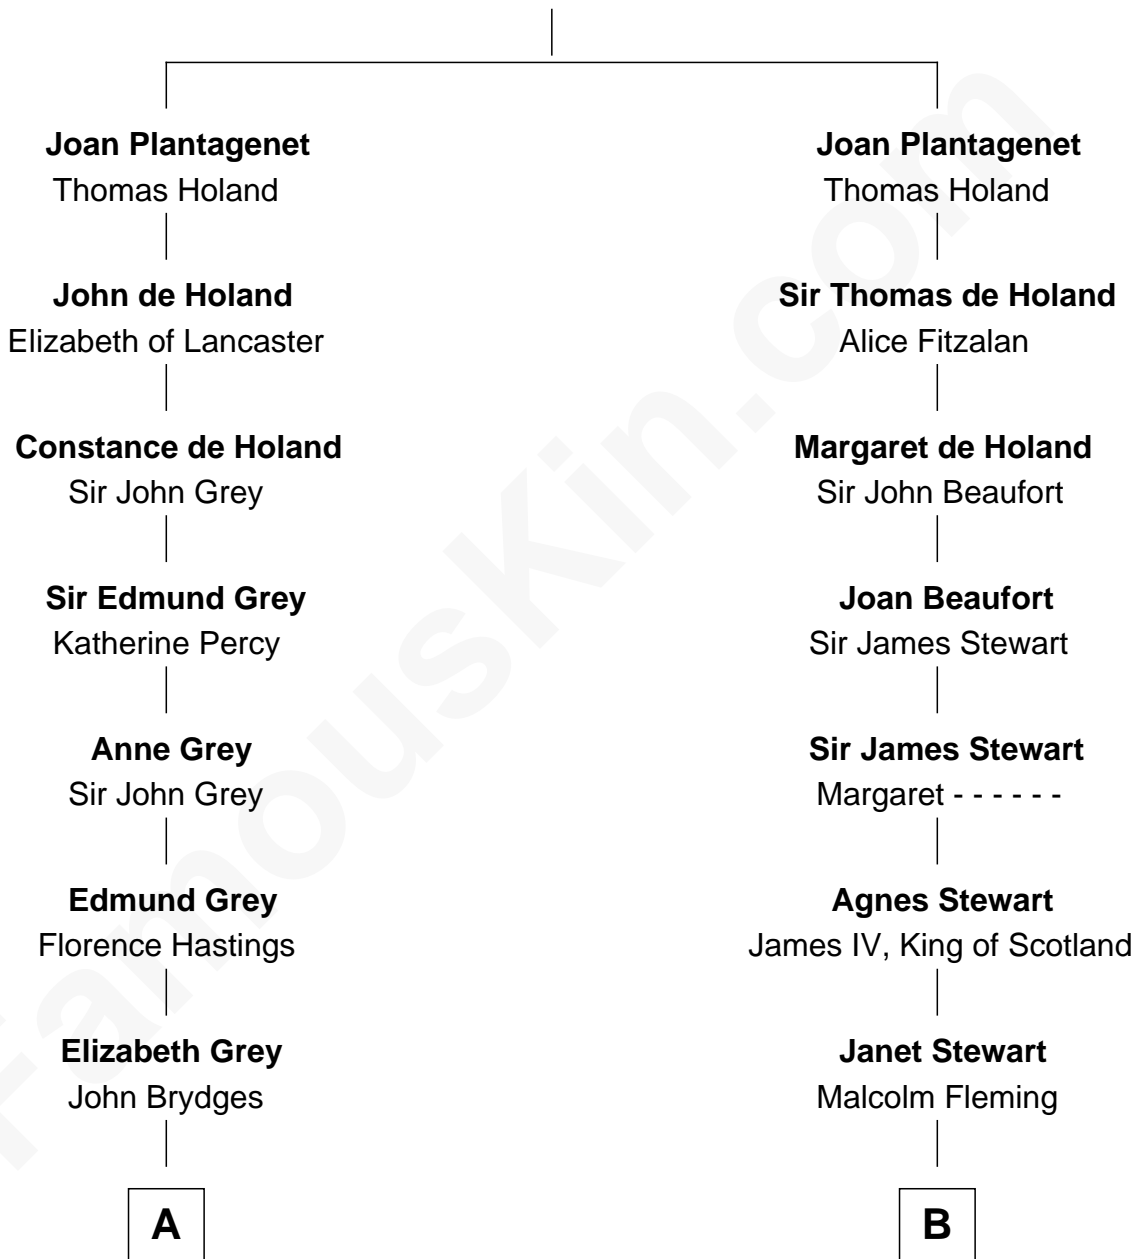 Joan Plantagenet
Thomas Holand
John de Holand
Elizabeth of Lancaster
Constance de Holand
Sir John Grey
Sir Edmund Grey
Katherine Percy
Anne Grey
Sir John Grey
Edmund Grey
Florence Hastings
Elizabeth Grey
John Brydges
A
Joan Plantagenet
Thomas Holand
Sir Thomas de Holand
Alice Fitzalan
Margaret de Holand
Sir John Beaufort
Joan Beaufort
Sir James Stewart
Sir James Stewart
Margaret - - - - - -
Agnes Stewart
James IV, King of Scotland
Janet Stewart
Malcolm Fleming
B
FamousKin.com